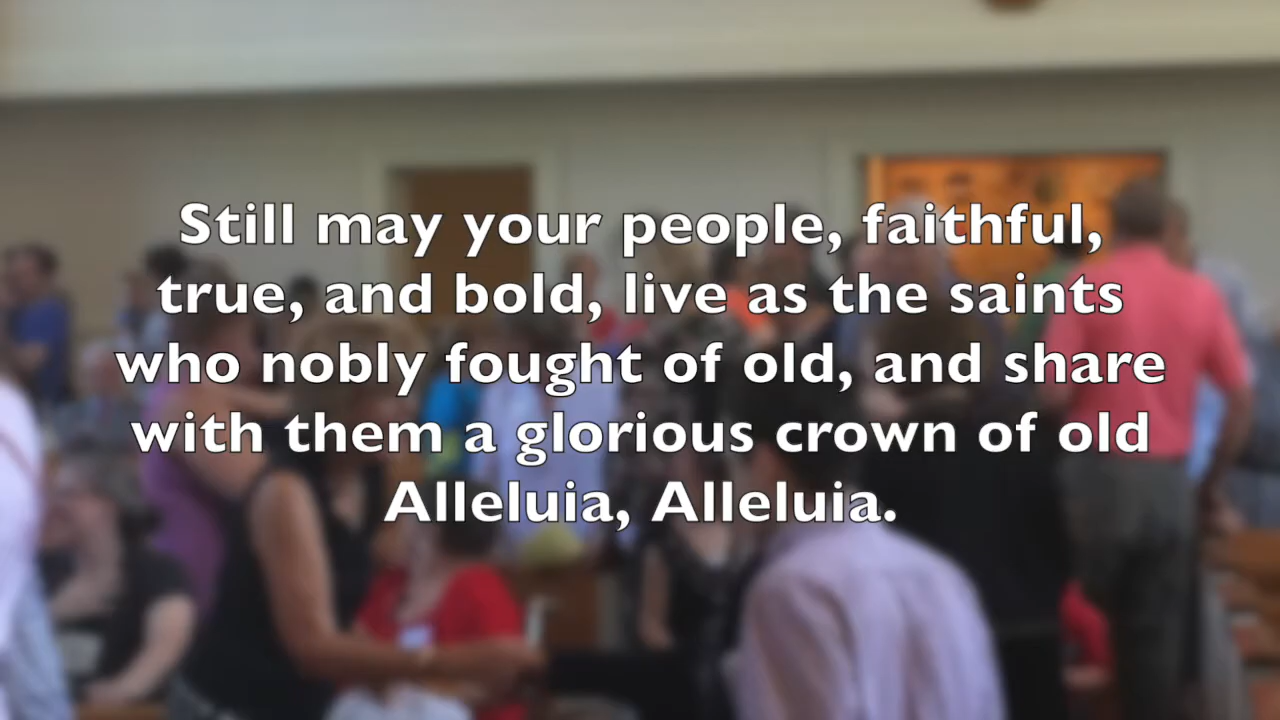 Still may your people, faithful,
true, and bold, live as the saints
who nobly fought of old, and share
with them a glorious crown of old
Alleluia, Alleluia.